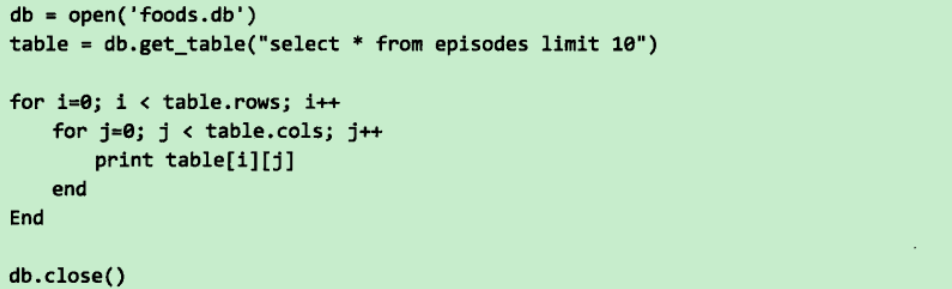 db = open('foods.db')
table = db.get_table("select * from episodes limit 10")
for i=0; i < table.rows; i++
    for j=0; j < table.cols; j++
        print table[i][j]
    end
End
db.close()